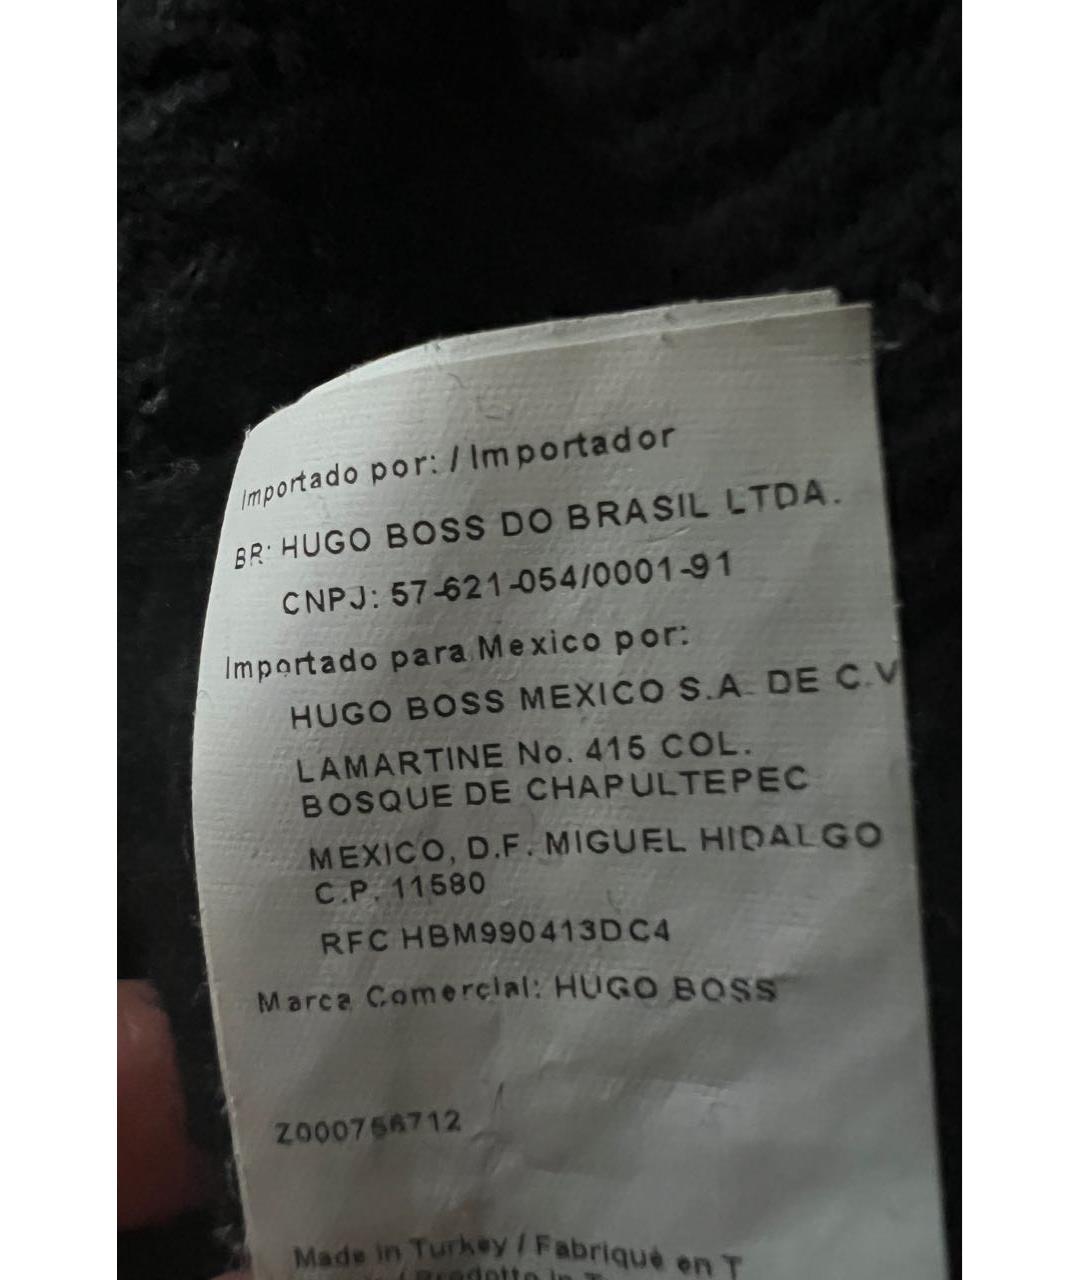 Importado por: / Importador
BR: HUGO BOSS DO BRASIL LTDA.
CNPJ: 57-621-054/0001-91
Importado para Mexico por:
HUGO BOSS MEXICO S.A. DE C.V
LAMARTINE No. 415 COL.
BOSQUE DE CHAPULTEPEC
MEXICO, D.F. MIGUEL HIDALGO
C.P. 11580
RFC HBM990413DC4
Marca Comercial: HUGO BOSS
Z000756712
Made in Turkey / Fabriqué en T
/ Prodotto in T